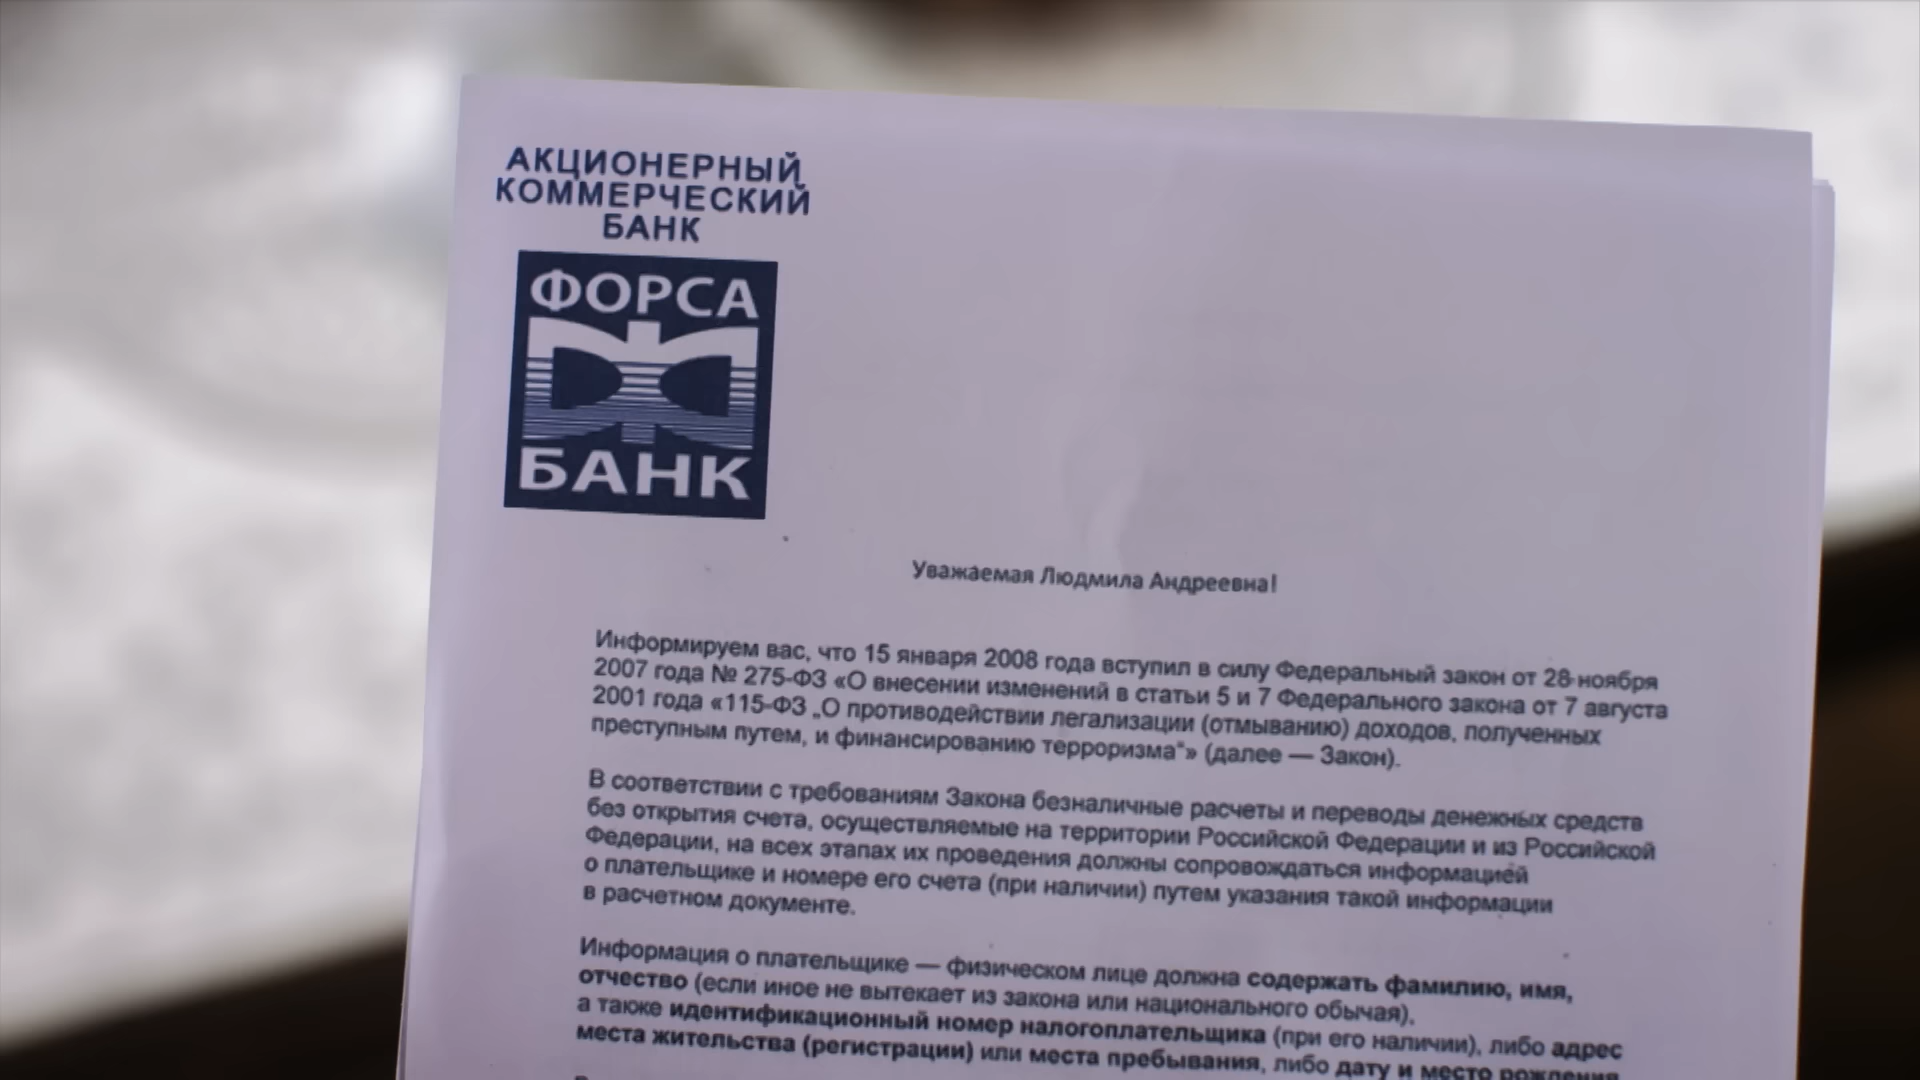 АКЦИОНЕРНЫЙ
КОММЕРЧЕСКИЙ
БАНК
ФОРСА
БАНК
Уважаемая Людмила Андреевна!
Информируем вас, что 15 января 2008 года вступил в силу Федеральный закон от 28 ноября
2007 года № 275-ФЗ «О внесении изменений в статьи 5 и 7 Федерального закона от 7 августа
2001 года «115-ФЗ „О противодействии легализации (отмыванию) доходов, полученных
преступным путем, и финансированию терроризма“» (далее — Закон).
В соответствии с требованиям Закона безналичные расчеты и переводы денежных средств
без открытия счета, осуществляемые на территории Российской Федерации и из Российской
Федерации, на всех этапах их проведения должны сопровождаться информацией
о плательщике и номере его счета (при наличии) путем указания такой информации
в расчетном документе.
Информация о плательщике — физическом лице должна содержать фамилию, имя,
отчество (если иное не вытекает из закона или национального обычая),
а также идентификационный номер налогоплательщика (при его наличии), либо адрес
места жительства (регистрации) или места пребывания, либо дату и место рождения